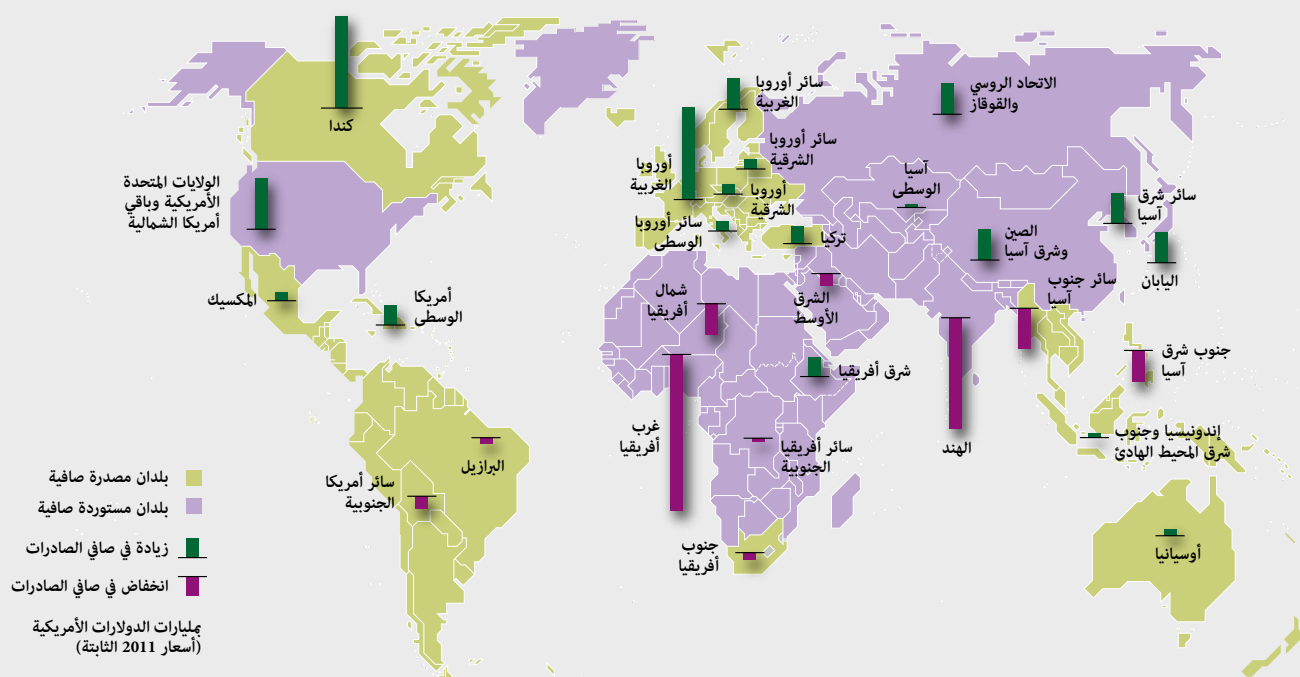 كندا
الولايات المتحدة
الأمريكية وباقي
أمريكا الشمالية
المكسيك
أمريكا
الوسطى
البرازيل
سائر أمريكا
الجنوبية
سائر أوروبا
الغربية
أوروبا
الغربية
سائر أوروبا
الشرقية
أوروبا
الشرقية
سائر أوروبا
الوسطى
تركيا
الاتحاد الروسي
والقوقاز
آسيا
الوسطى
سائر شرق
آسيا
الصين
وشرق آسيا
اليابان
سائر جنوب
آسيا
الشرق
الأوسط
شمال
أفريقيا
شرق أفريقيا
غرب
أفريقيا
سائر أفريقيا
الجنوبية
جنوب
أفريقيا
الهند
جنوب شرق
آسيا
إندونيسيا وجنوب
شرق المحيط الهادئ
أوسيانيا
بلدان مصدرة صافية
بلدان مستوردة صافية
زيادة في صافي الصادرات
انخفاض في صافي الصادرات
بمليارات الدولارات الأمريكية
(أسعار 2011 الثابتة)